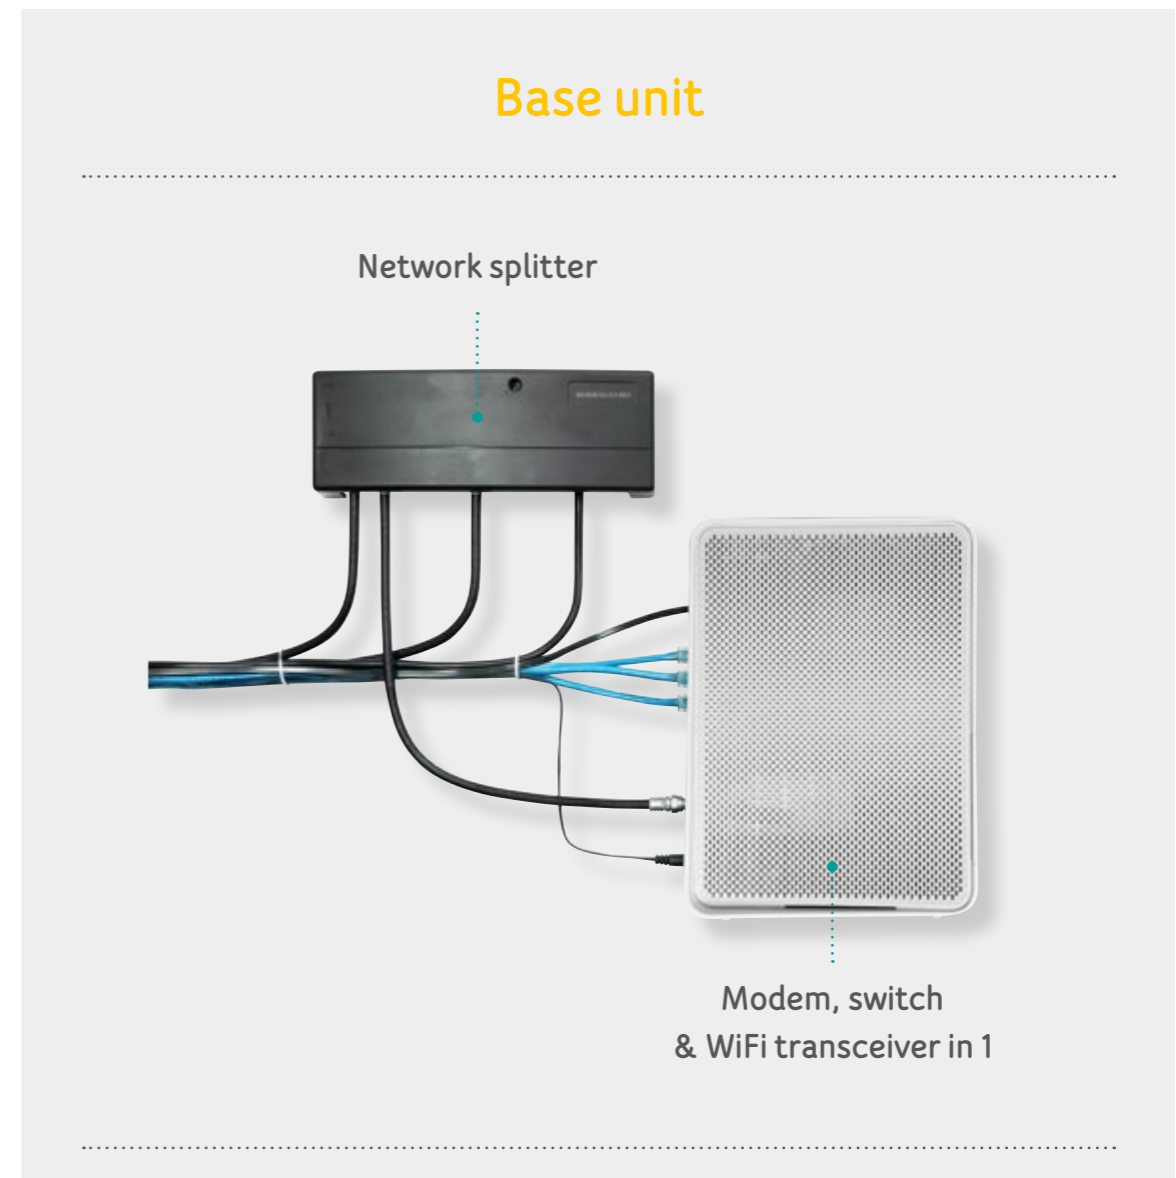 Base unit
Network splitter
Modem, switch
& WiFi transceiver in 1